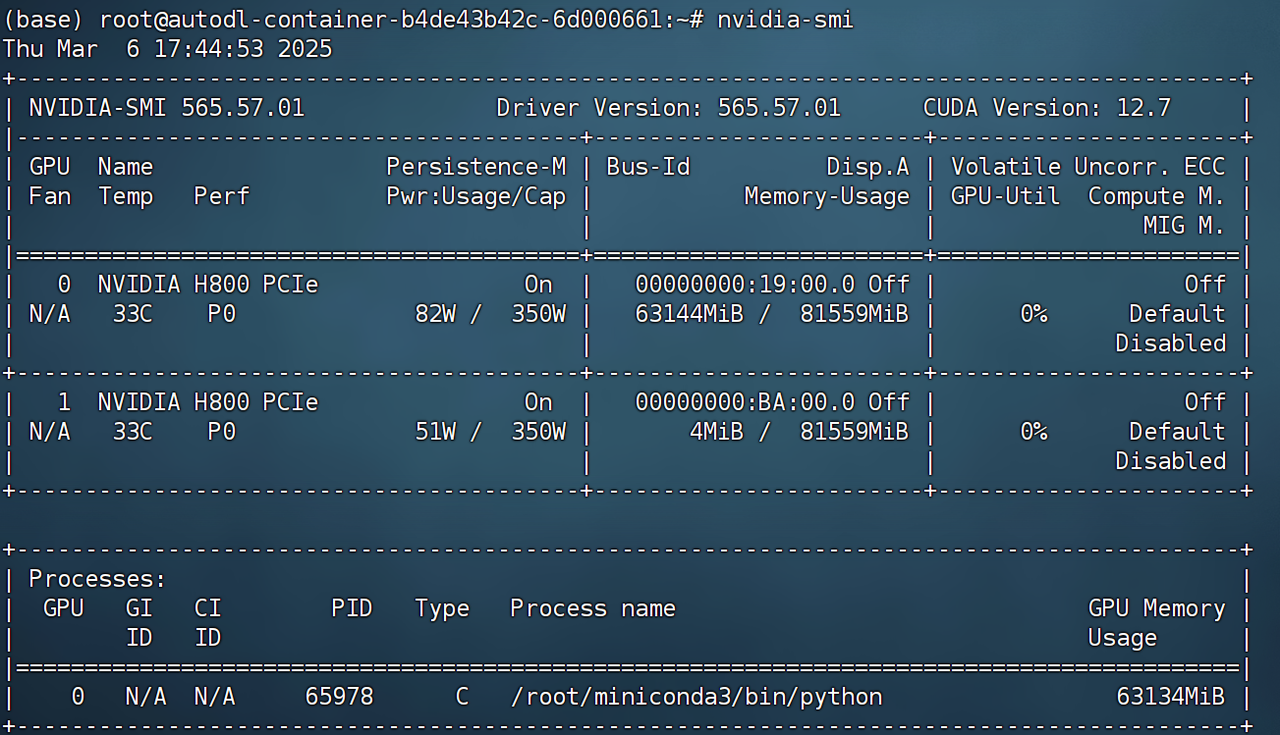 (base) root@autodl-container-b4de43b42c-6d000661:~# nvidia-smi
Thu Mar  6 17:44:53 2025
+-----------------------------------------------------------------------------------------+
| NVIDIA-SMI 565.57.01              Driver Version: 565.57.01      CUDA Version: 12.7     |
|-----------------------------------------+------------------------+----------------------+
| GPU  Name                 Persistence-M | Bus-Id          Disp.A | Volatile Uncorr. ECC |
| Fan  Temp   Perf          Pwr:Usage/Cap |           Memory-Usage | GPU-Util  Compute M. |
|                                         |                        |               MIG M. |
|=========================================+========================+======================|
|   0  NVIDIA H800 PCIe               On  |   00000000:19:00.0 Off |                  Off |
| N/A   33C    P0             82W /  350W |   63144MiB /  81559MiB |      0%      Default |
|                                         |                        |             Disabled |
+-----------------------------------------+------------------------+----------------------+
|   1  NVIDIA H800 PCIe               On  |   00000000:BA:00.0 Off |                  Off |
| N/A   33C    P0             51W /  350W |       4MiB /  81559MiB |      0%      Default |
|                                         |                        |             Disabled |
+-----------------------------------------+------------------------+----------------------+

+-----------------------------------------------------------------------------------------+
| Processes:                                                                              |
|  GPU   GI   CI        PID   Type   Process name                              GPU Memory |
|        ID   ID                                                               Usage      |
|=========================================================================================|
|    0   N/A  N/A     65978      C   /root/miniconda3/bin/python                 63134MiB |
+-----------------------------------------------------------------------------------------+